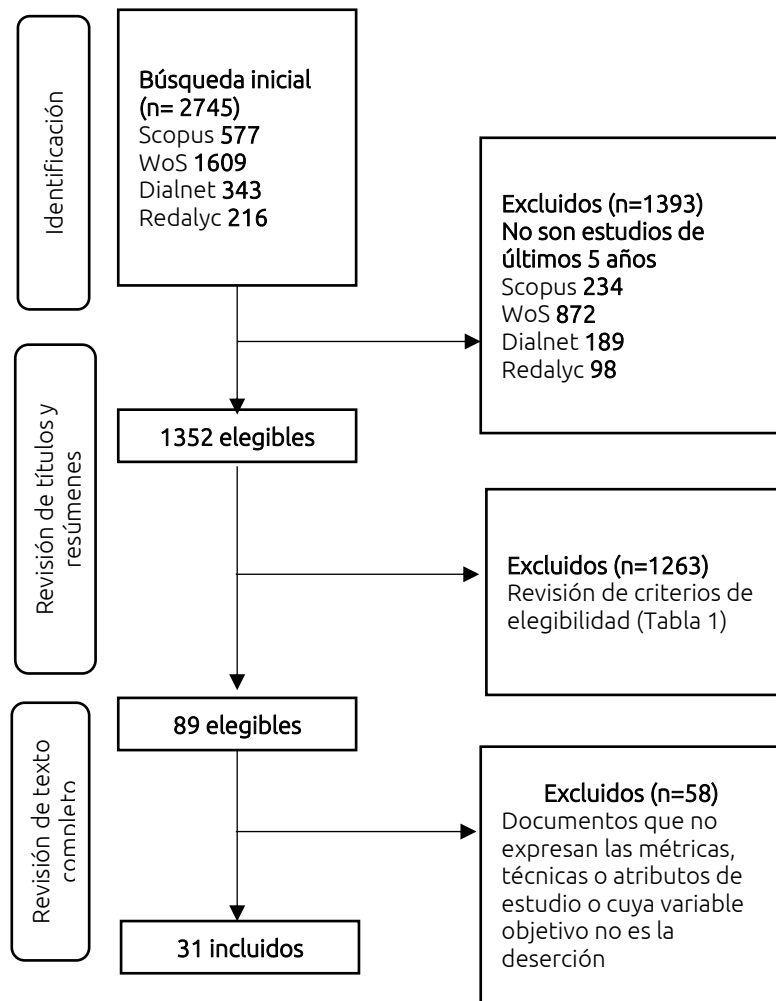 Identificación
Búsqueda inicial
(n= 2745)
Scopus 577
WoS 1609
Dialnet 343
Redalyc 216
Excluidos (n=1393)
No son estudios de
últimos 5 años
Scopus 234
WoS 872
Dialnet 189
Redalyc 98
Revisión de títulos y
resúmenes
1352 elegibles
Excluidos (n=1263)
Revisión de criterios de
elegibilidad (Tabla 1)
89 elegibles
Revisión de texto
completo
Excluidos (n=58)
Documentos que no
expresan las métricas,
técnicas o atributos de
estudio o cuya variable
objetivo no es la
deserción
31 incluidos